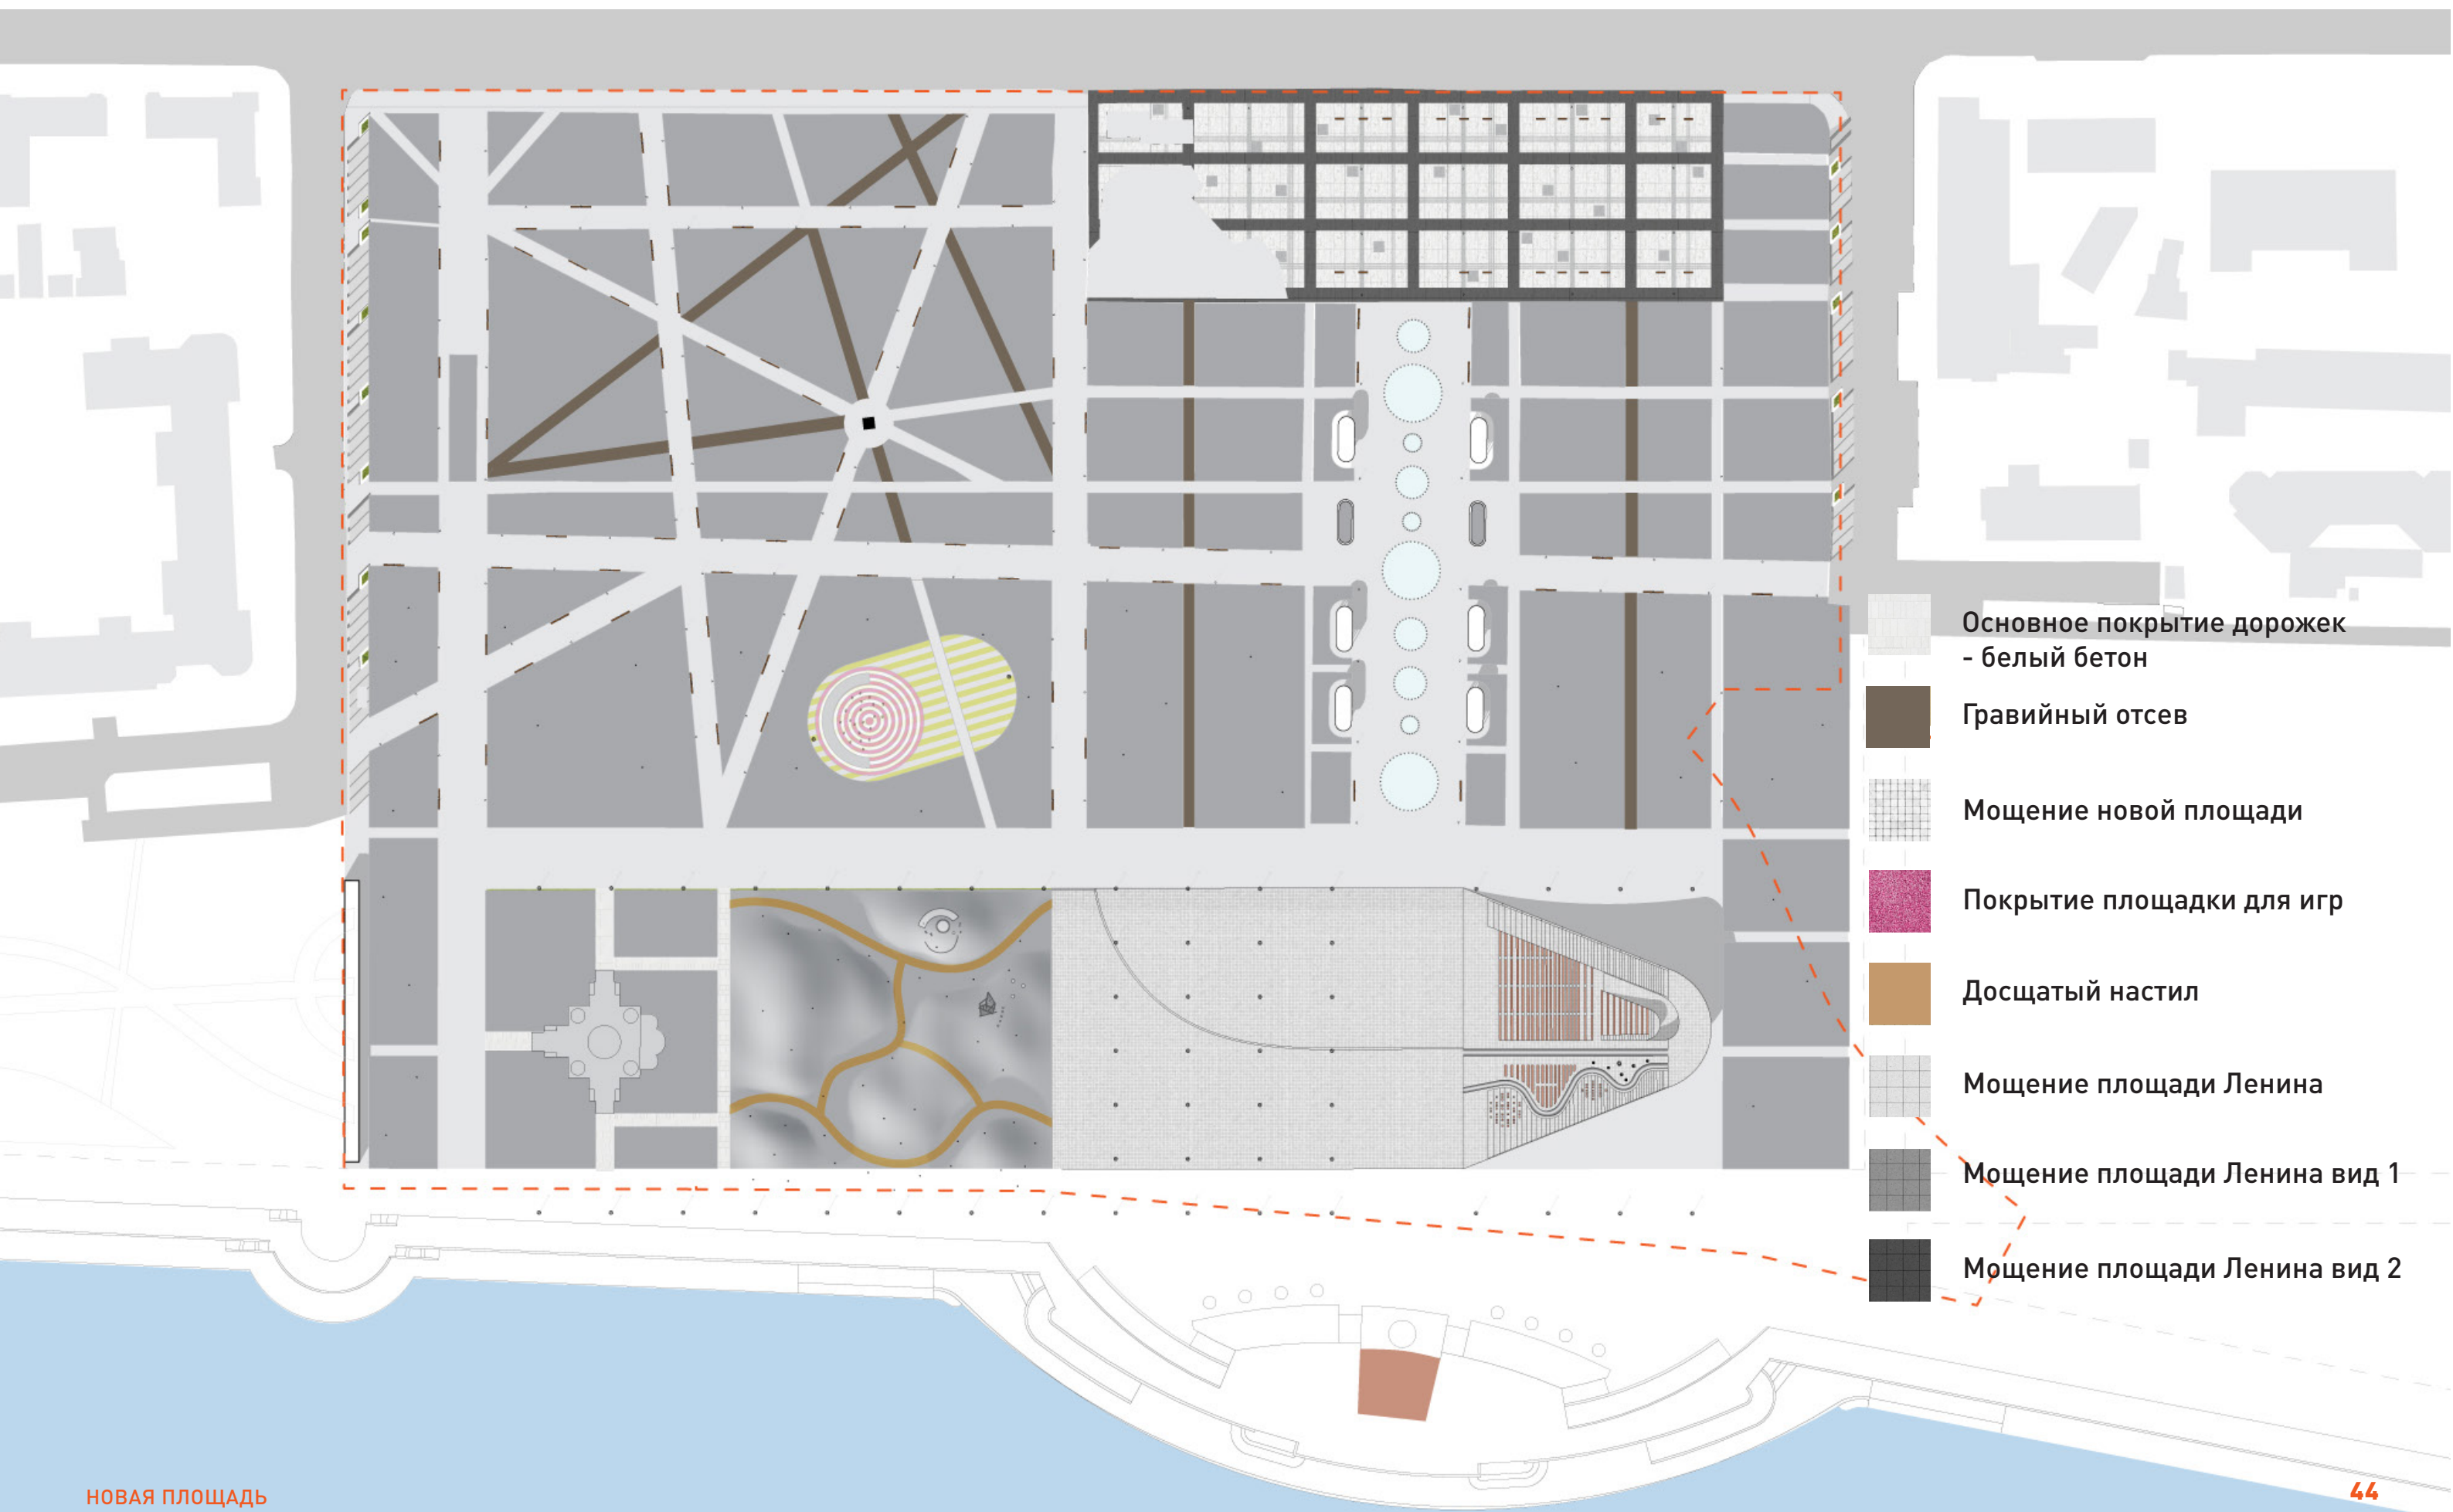 Основное покрытие дорожек
- белый бетон
Гравийный отсев
Мощение новой площади
Покрытие площадки для игр
Досщатый настил
Мощение площади Ленина
Мощение площади Ленина вид 1
Мощение площади Ленина вид 2
НОВАЯ ПЛОЩАДЬ
44